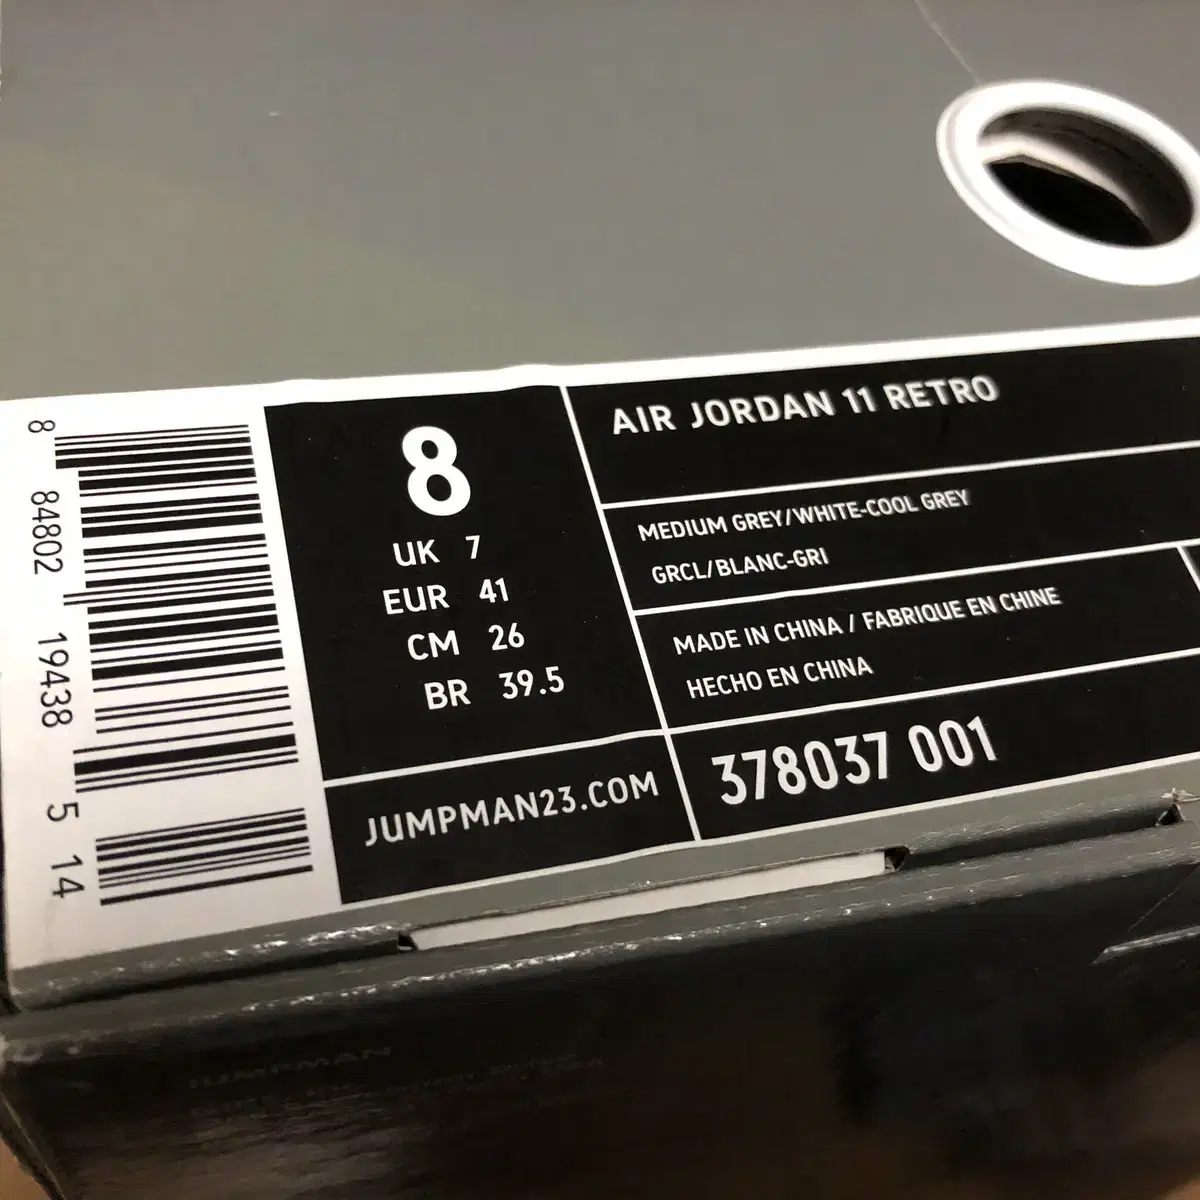 8 84802 19438 5 14
8
UK 7
EUR 41
CM 26
BR 39.5
JUMPMAN23.COM
AIR JORDAN 11 RETRO
MEDIUM GREY/WHITE-COOL GREY
GRCL/BLANC-GRI
MADE IN CHINA / FABRIQUE EN CHINE
HECHO EN CHINA
378037 001
JUMPMAN